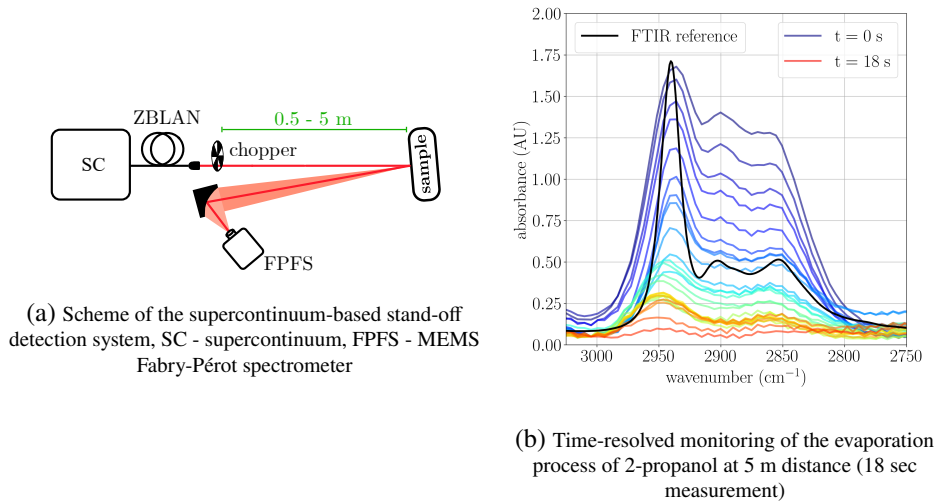 ZBLAN
0.5 - 5 m
SC
chopper
sample
FPFS
(a) Scheme of the supercontinuum-based stand-off
detection system, SC - supercontinuum, FPFS - MEMS
Fabry-Pérot spectrometer
2.00
1.75
1.50
1.25
1.00
0.75
0.50
0.25
0.00
absorbance (AU)
FTIR reference
t = 0 s
t = 18 s
3000
2950
2900
2850
2800
2750
wavenumber (cm⁻¹)
(b) Time-resolved monitoring of the evaporation
process of 2-propanol at 5 m distance (18 sec
measurement)